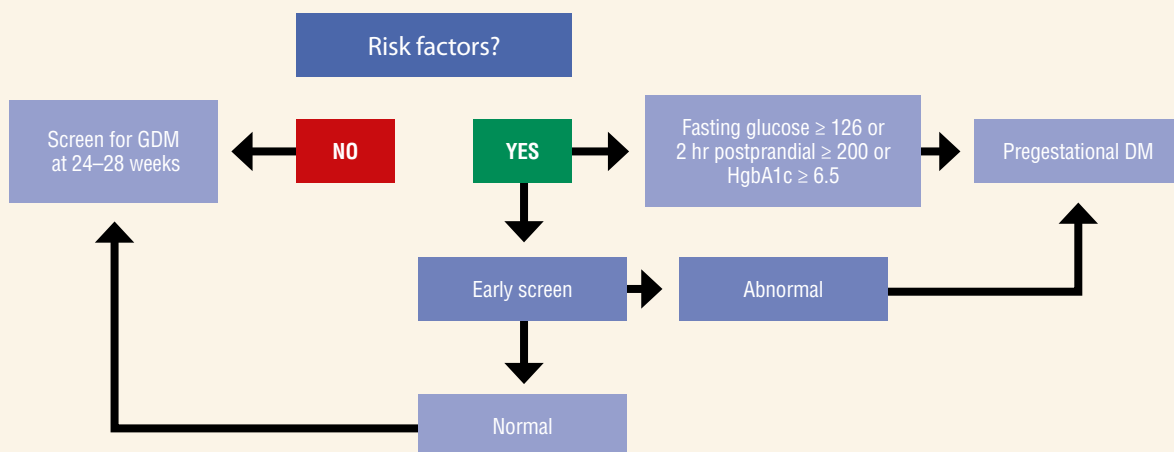 Risk factors?
Screen for GDM
at 24–28 weeks
NO
YES
Fasting glucose ≥ 126 or
2 hr postprandial ≥ 200 or
HgbA1c ≥ 6.5
Pregestational DM
Early screen
Abnormal
Normal